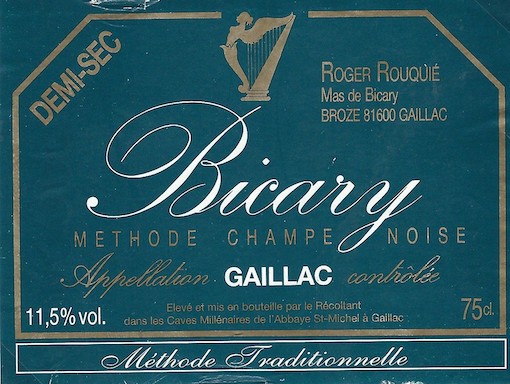 DEMI-SEC
ROGER ROUQUIÉ
Mas de Bicary
BROZE 81600 GAILLAC
Bicary
METHODE CHAMPENOISE
Appellation GAILLAC contrôlée
Elevé et mis en bouteille par le Récoltant
11,5% vol.
dans les Caves Millénaires de l'Abbaye St-Michel à Gaillac
75cl.
Méthode Traditionnelle